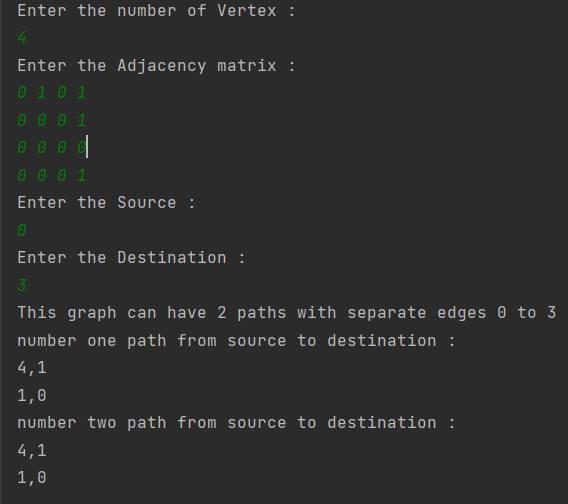 Enter the number of Vertex :
4
Enter the Adjacency matrix :
0 1 0 1
0 0 0 1
0 0 0 0
0 0 0 1
Enter the Source :
0
Enter the Destination :
3
This graph can have 2 paths with separate edges 0 to 3
number one path from source to destination :
4,1
1,0
number two path from source to destination :
4,1
1,0